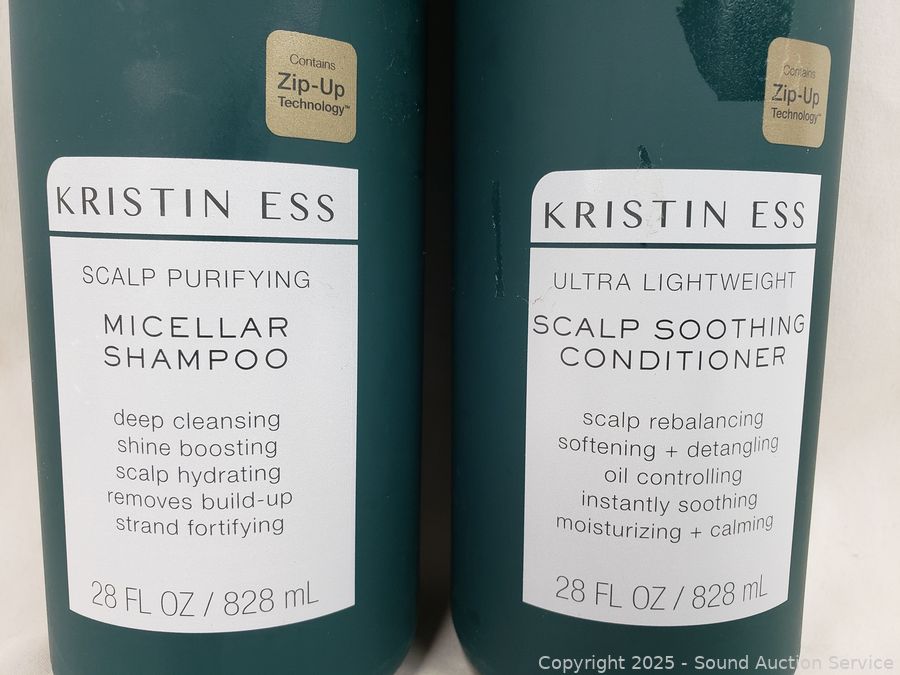 Contains
Zip-Up
Technology™
KRISTIN ESS
SCALP PURIFYING
MICELLAR
SHAMPOO
deep cleansing
shine boosting
scalp hydrating
removes build-up
strand fortifying
28 FL OZ / 828 mL
Contains
Zip-Up
Technology™
KRISTIN ESS
ULTRA LIGHTWEIGHT
SCALP SOOTHING
CONDITIONER
scalp rebalancing
softening + detangling
oil controlling
instantly soothing
moisturizing + calming
28 FL OZ / 828 mL
Copyright 2025 - Sound Auction Service